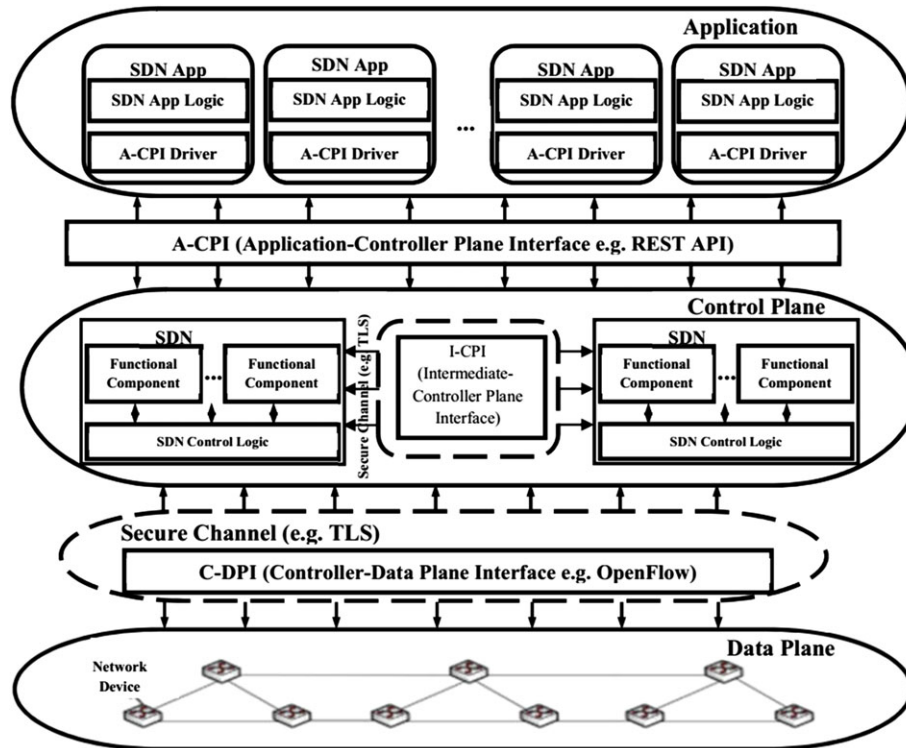 Application
SDN App
SDN App Logic
A-CPI Driver
SDN App
SDN App Logic
A-CPI Driver
...
SDN App
SDN App Logic
A-CPI Driver
SDN App
SDN App Logic
A-CPI Driver
A-CPI (Application-Controller Plane Interface e.g. REST API)
Control Plane
SDN
Functional
Component
...
Functional
Component
SDN Control Logic
Secure Channel (e.g. TLS)
I-CPI
(Intermediate-
Controller Plane
Interface)
SDN
Functional
Component
...
Functional
Component
SDN Control Logic
Secure Channel (e.g. TLS)
C-DPI (Controller-Data Plane Interface e.g. OpenFlow)
Data Plane
Network
Device